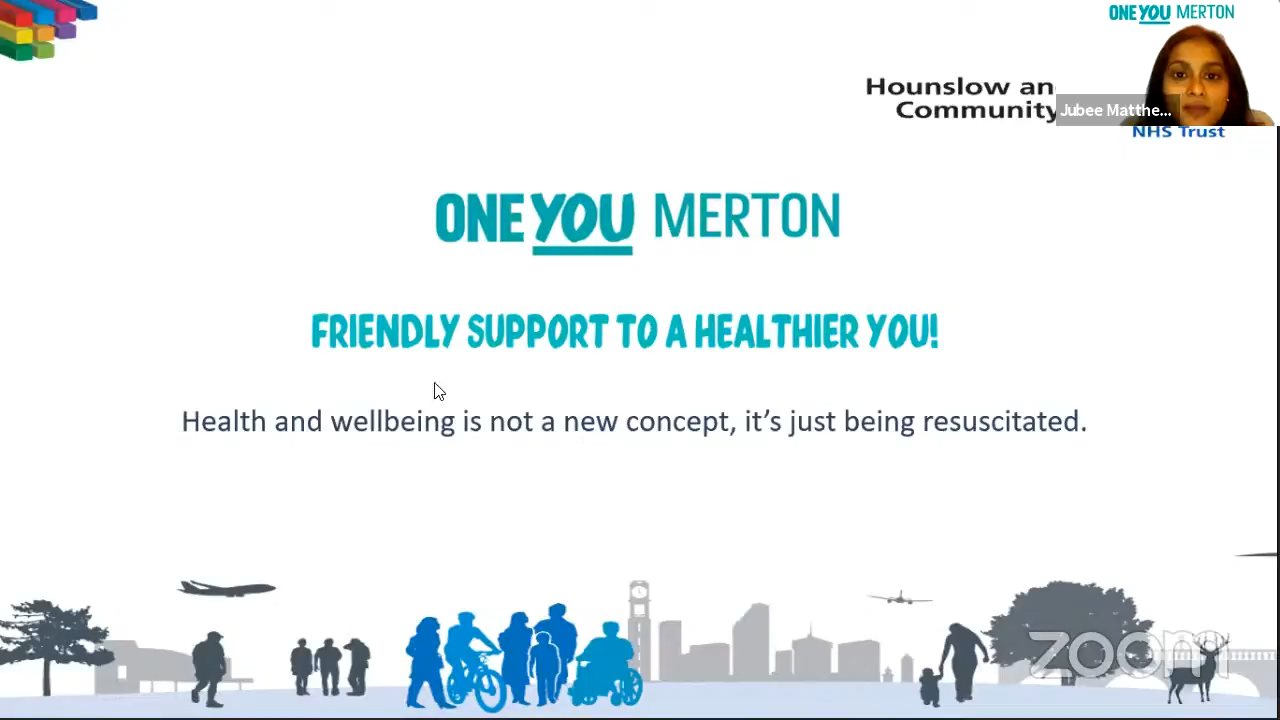 ONE YOU MERTON
Hounslow an
Community
Jubee Matthe...
NHS Trust
ONE YOU MERTON
FRIENDLY SUPPORT TO A HEALTHIER YOU!
Health and wellbeing is not a new concept, it’s just being resuscitated.
zoom